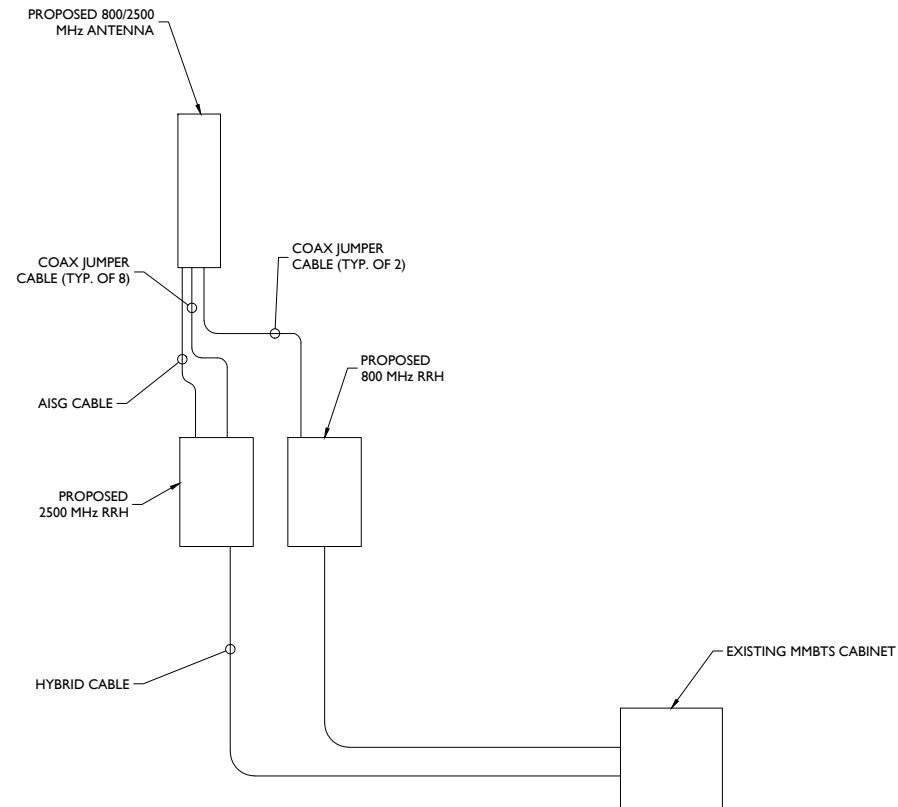 PROPOSED 800/2500
MHz ANTENNA
COAX JUMPER
CABLE (TYP. OF 8)
COAX JUMPER
CABLE (TYP. OF 2)
AISG CABLE
PROPOSED
800 MHz RRH
PROPOSED
2500 MHz RRH
HYBRID CABLE
EXISTING MMBTS CABINET